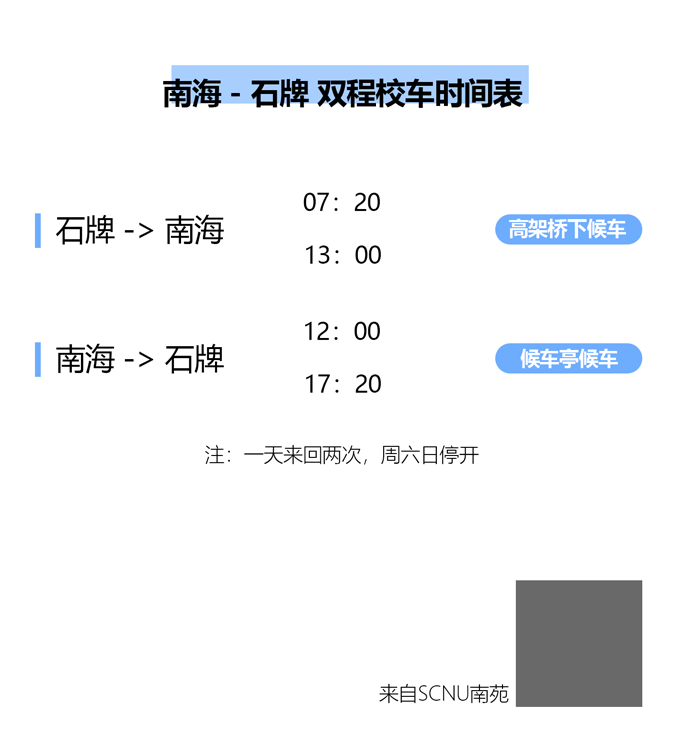 南海 - 石牌 双程校车时间表
07：20
石牌 -> 南海
高架桥下候车
13：00
12：00
南海 -> 石牌
候车亭候车
17：20
注：一天来回两次，周六日停开
来自SCNU南苑